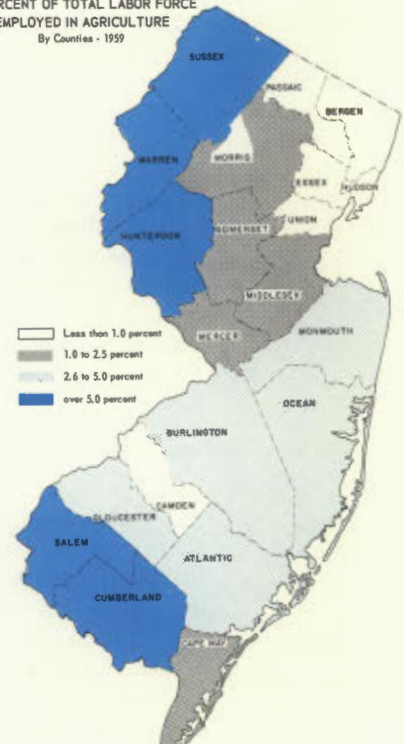 PERCENT OF TOTAL LABOR FORCE
EMPLOYED IN AGRICULTURE
By Counties - 1959
SUSSEX
PASSAIC
BERGEN
WARREN
MORRIS
ESSEX
HUDSON
HUNTERDON
SOMERSET
UNION
MIDDLESEX
MERCER
MONMOUTH
Less than 1.0 percent
1.0 to 2.5 percent
2.6 to 5.0 percent
over 5.0 percent
OCEAN
BURLINGTON
CAMDEN
GLOUCESTER
SALEM
ATLANTIC
CUMBERLAND
CAPE MAY